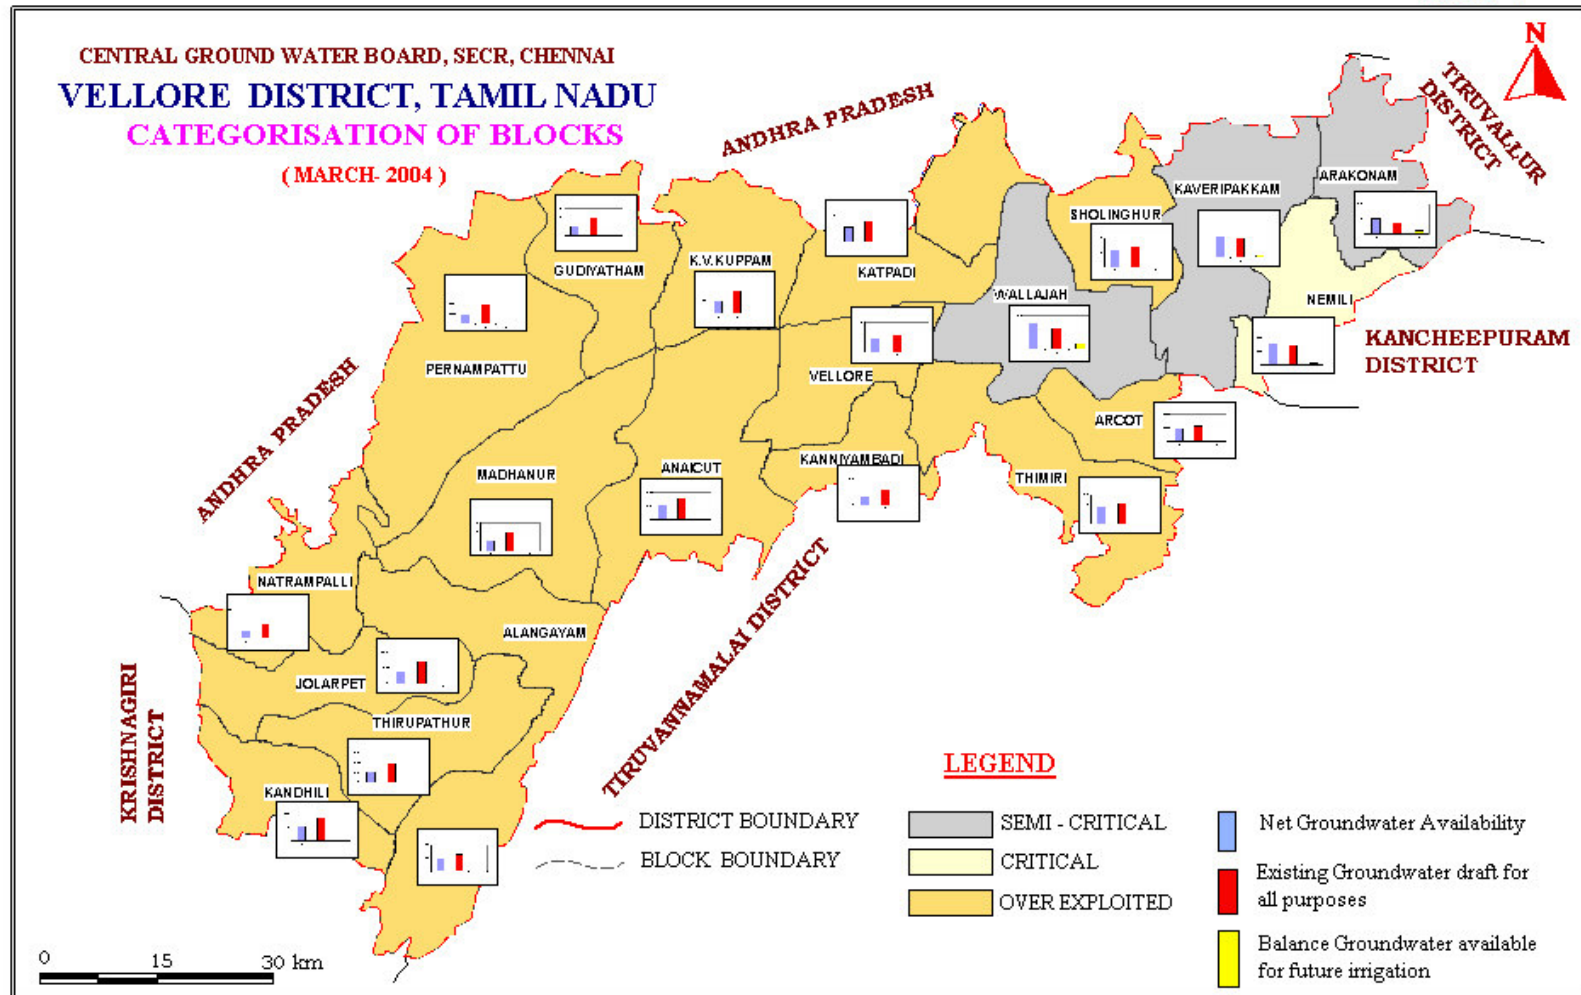 CENTRAL GROUND WATER BOARD, SECR, CHENNAI
VELLORE DISTRICT, TAMIL NADU
CATEGORISATION OF BLOCKS
( MARCH- 2004 )
N
TIRUVALLUR
DISTRICT
ANDHRA PRADESH
ARAKONAM
KAVERIPAKKAM
SHOLINGHUR
GUDIYATHAM
K.V.KUPPAM
KATPADI
WALLAJAH
NEMILI
KANCHEEPURAM
DISTRICT
PERNAMPATTU
VELLORE
ANDHRA PRADESH
ARCOT
MADHANUR
ANAICUT
KANNIYAMBADI
THIMIRI
NATRAMPALLI
ALANGAYAM
TIRUVANNAMALAI DISTRICT
JOLARPET
THIRUPATHUR
KRISHNAGIRI
DISTRICT
KANDHILI
LEGEND
DISTRICT BOUNDARY
BLOCK BOUNDARY
SEMI - CRITICAL
CRITICAL
OVER EXPLOITED
Net Groundwater Availability
Existing Groundwater draft for
all purposes
Balance Groundwater available
for future irrigation
0 15 30 km